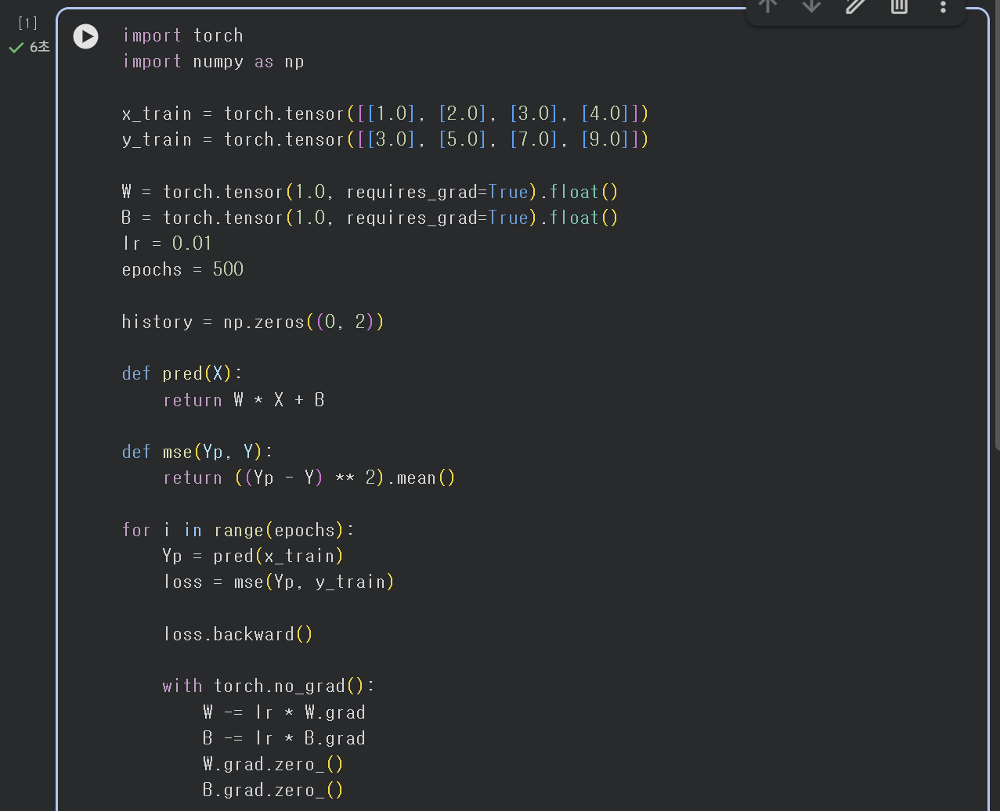 [1]
6초
import torch
import numpy as np
x_train = torch.tensor([[1.0], [2.0], [3.0], [4.0]])
y_train = torch.tensor([[3.0], [5.0], [7.0], [9.0]])
W = torch.tensor(1.0, requires_grad=True).float()
B = torch.tensor(1.0, requires_grad=True).float()
lr = 0.01
epochs = 500
history = np.zeros((0, 2))
def pred(X):
    return W * X + B
def mse(Yp, Y):
    return ((Yp - Y) ** 2).mean()
for i in range(epochs):
    Yp = pred(x_train)
    loss = mse(Yp, y_train)
    loss.backward()
    with torch.no_grad():
        W -= lr * W.grad
        B -= lr * B.grad
        W.grad.zero_()
        B.grad.zero_()